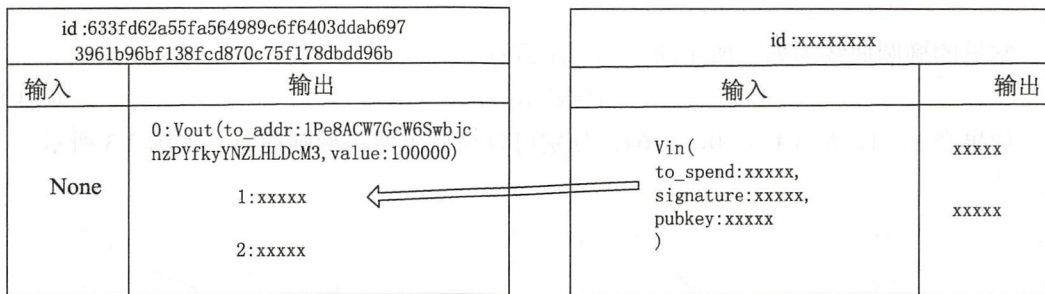 id :633fd62a55fa564989c6f6403ddab697
3961b96bf138fcd870c75f178dbdd96b
输入
输出
0:Vout(to_addr:1Pe8ACW7GcW6Swbjc
nzPYfkyYNZLHLDcM3,value:100000)
None
1:xxxxx
2:xxxxx
id :xxxxxxxx
输入
输出
Vin(
to_spend:xxxxx,
signature:xxxxx,
pubkey:xxxxx
)
xxxxx
xxxxx